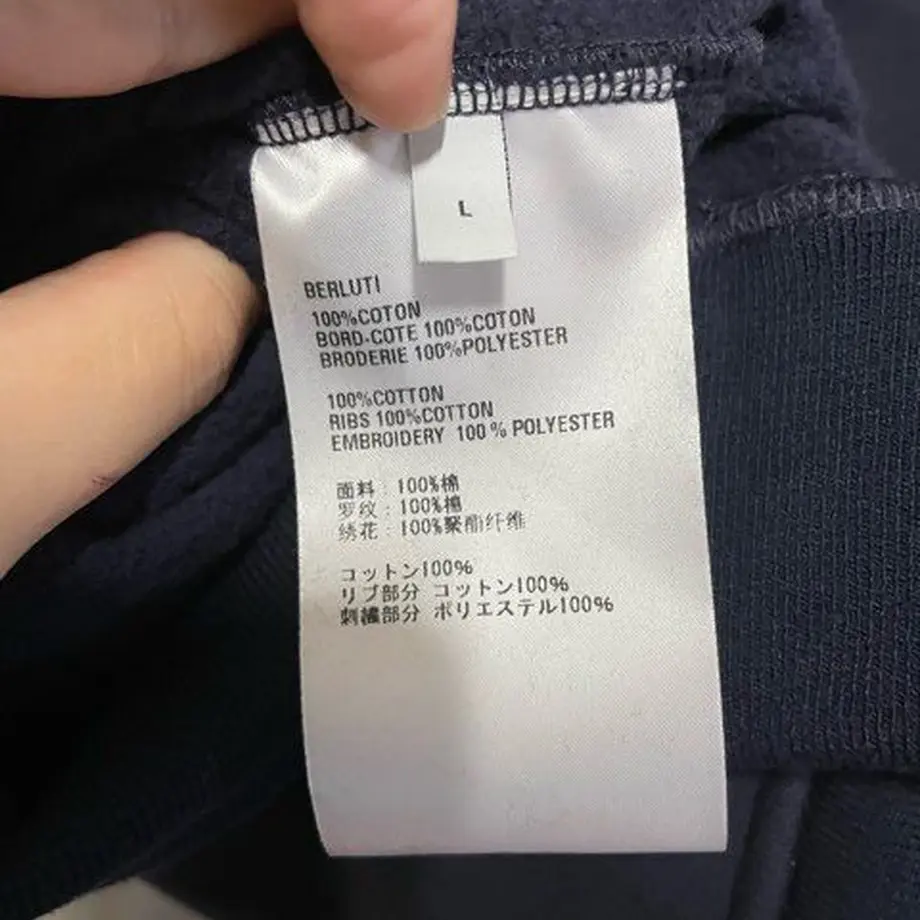 L
BERLUTI
100%COTON
BORD-COTE 100%COTON
BRODERIE 100%POLYESTER
100%COTTON
RIBS 100%COTTON
EMBROIDERY 100% POLYESTER
面料：100%棉
罗纹：100%棉
绣花：100%聚酯纤维
コットン100%
リブ部分 コットン100%
刺繍部分 ポリエステル100%